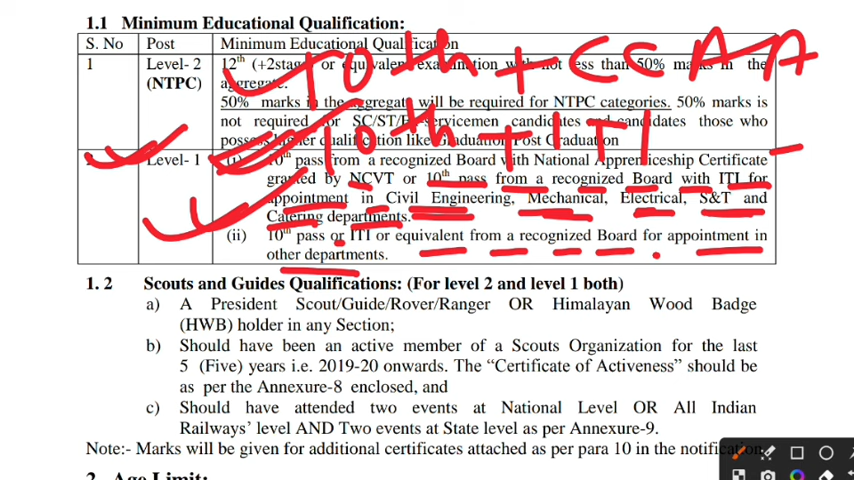 1.1 Minimum Educational Qualification:
S. No Post Minimum Educational Qualification
1 Level- 2 12th (+2stage) or equivalent examination with not less than 50% marks in the
(NTPC) aggregate.
50% marks in the aggregate will be required for NTPC categories. 50% marks is
not required for SC/ST/Ex-servicemen candidates and candidates those who
possess higher qualification like Graduation/Post Graduation
10th + CCAA
10th + ITI
Level- 1 (i) 10th pass from a recognized Board with National Apprenticeship Certificate
granted by NCVT or 10th pass from a recognized Board with ITI for
appointment in Civil Engineering, Mechanical, Electrical, S&T and
Catering departments.
(ii) 10th pass or ITI or equivalent from a recognized Board for appointment in
other departments.
1. 2 Scouts and Guides Qualifications: (For level 2 and level 1 both)
a) A President Scout/Guide/Rover/Ranger OR Himalayan Wood Badge
(HWB) holder in any Section;
b) Should have been an active member of a Scouts Organization for the last
5 (Five) years i.e. 2019-20 onwards. The “Certificate of Activeness” should be
as per the Annexure-8 enclosed, and
c) Should have attended two events at National Level OR All Indian
Railways’ level AND Two events at State level as per Annexure-9.
Note:- Marks will be given for additional certificates attached as per para 10 in the notification.
2. Age Limit: